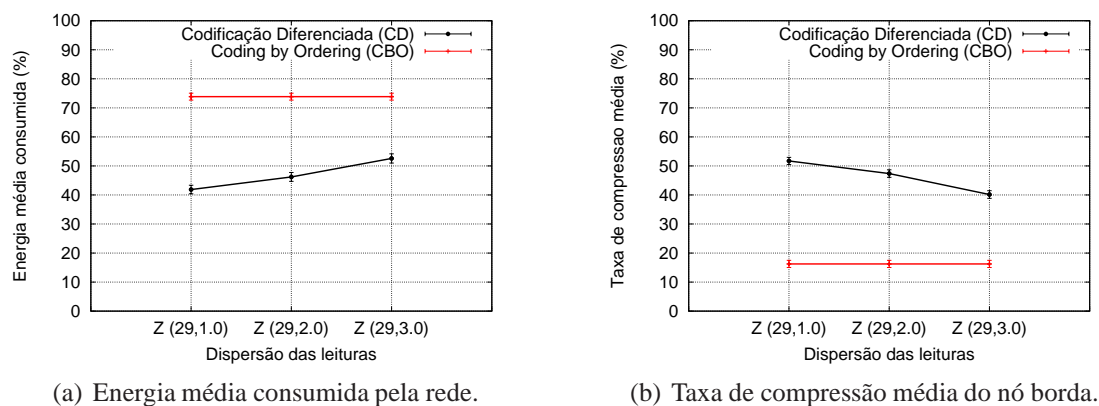 100
90
80
70
60
50
40
30
20
10
0
Energia média consumida (%)
Codificação Diferenciada (CD)
Coding by Ordering (CBO)
Z (29,1.0) Z (29,2.0) Z (29,3.0)
Dispersão das leituras
(a) Energia média consumida pela rede.
100
90
80
70
60
50
40
30
20
10
0
Taxa de compressao média (%)
Codificação Diferenciada (CD)
Coding by Ordering (CBO)
Z (29,1.0) Z (29,2.0) Z (29,3.0)
Dispersão das leituras
(b) Taxa de compressão média do nó borda.